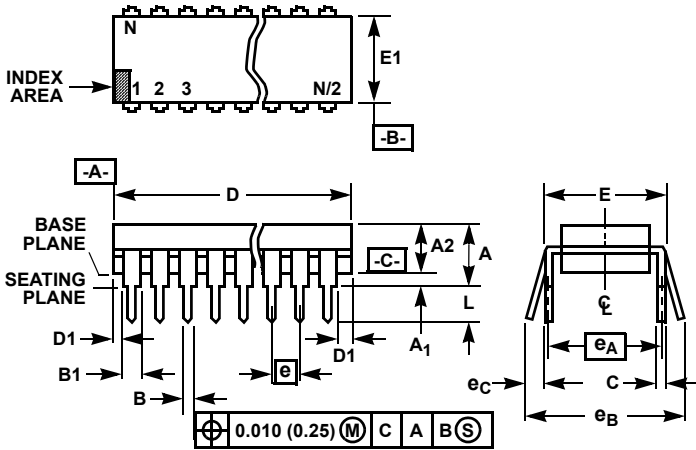 N
INDEX
AREA
1 2 3 N/2
E1
-B-
-A-
D
E
BASE
PLANE
A2 A
-C-
SEATING
PLANE
L
A1
D1 D1
B1
e
B
℄
eA
eC C
eB
⌖ 0.010 (0.25) Ⓜ C A B Ⓢ